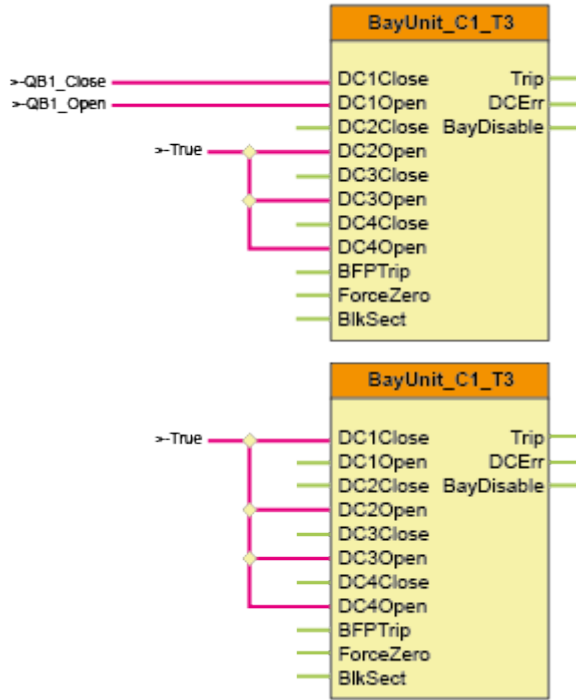 BayUnit_C1_T3
>-QB1_Close DC1Close Trip
>-QB1_Open DC1Open DCErr
DC2Close BayDisable
>-True DC2Open
DC3Close
DC3Open
DC4Close
DC4Open
BFPTrip
ForceZero
BlkSect
BayUnit_C1_T3
>-True DC1Close Trip
DC1Open DCErr
DC2Close BayDisable
DC2Open
DC3Close
DC3Open
DC4Close
DC4Open
BFPTrip
ForceZero
BlkSect